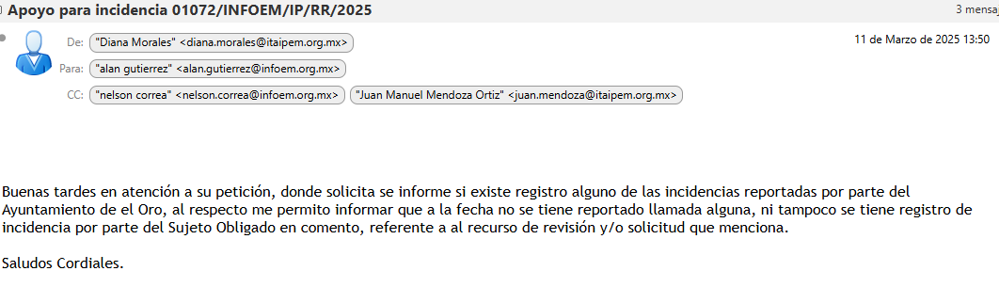 Apoyo para incidencia 01072/INFOEM/IP/RR/2025
3 mensaj
De: "Diana Morales" <diana.morales@itaipem.org.mx>
11 de Marzo de 2025 13:50
Para: "alan gutierrez" <alan.gutierrez@infoem.org.mx>
CC: "nelson correa" <nelson.correa@infoem.org.mx> "Juan Manuel Mendoza Ortiz" <juan.mendoza@itaipem.org.mx>
Buenas tardes en atención a su petición, donde solicita se informe si existe registro alguno de las incidencias reportadas por parte del
Ayuntamiento de el Oro, al respecto me permito informar que a la fecha no se tiene reportado llamada alguna, ni tampoco se tiene registro de
incidencia por parte del Sujeto Obligado en comento, referente a al recurso de revisión y/o solicitud que menciona.
Saludos Cordiales.